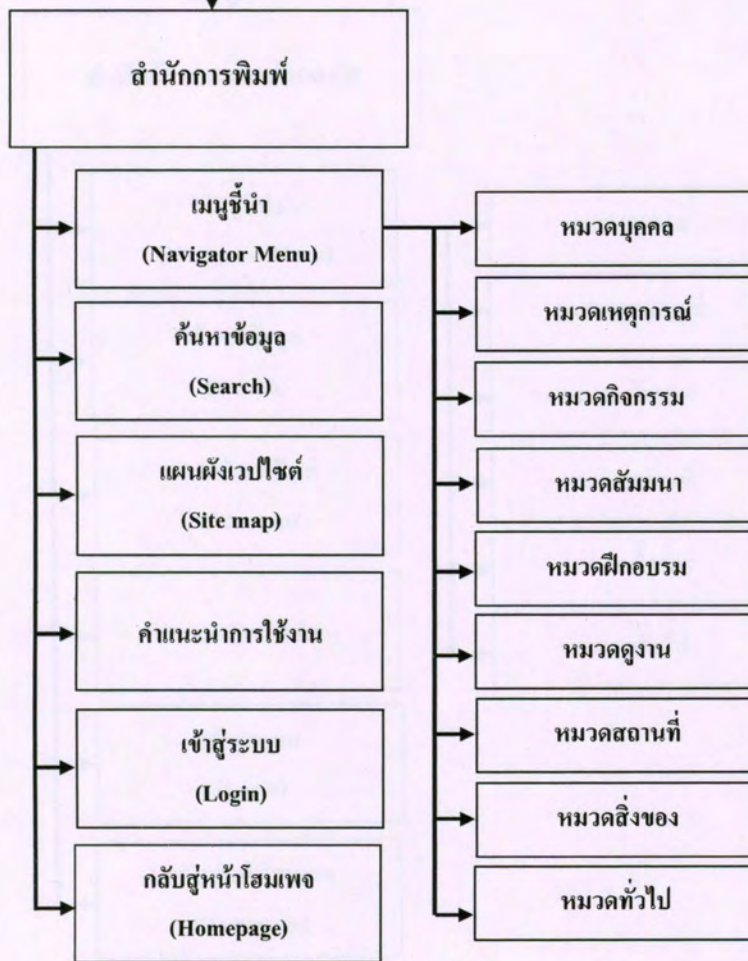 สำนักการพิมพ์
เมนูชี้นำ
(Navigator Menu)
ค้นหาข้อมูล
(Search)
แผนผังเวปไซต์
(Site map)
คำแนะนำการใช้งาน
เข้าสู่ระบบ
(Login)
กลับสู่หน้าโฮมเพจ
(Homepage)
หมวดบุคคล
หมวดเหตุการณ์
หมวดกิจกรรม
หมวดสัมมนา
หมวดฝึกอบรม
หมวดดูงาน
หมวดสถานที่
หมวดสิ่งของ
หมวดทั่วไป